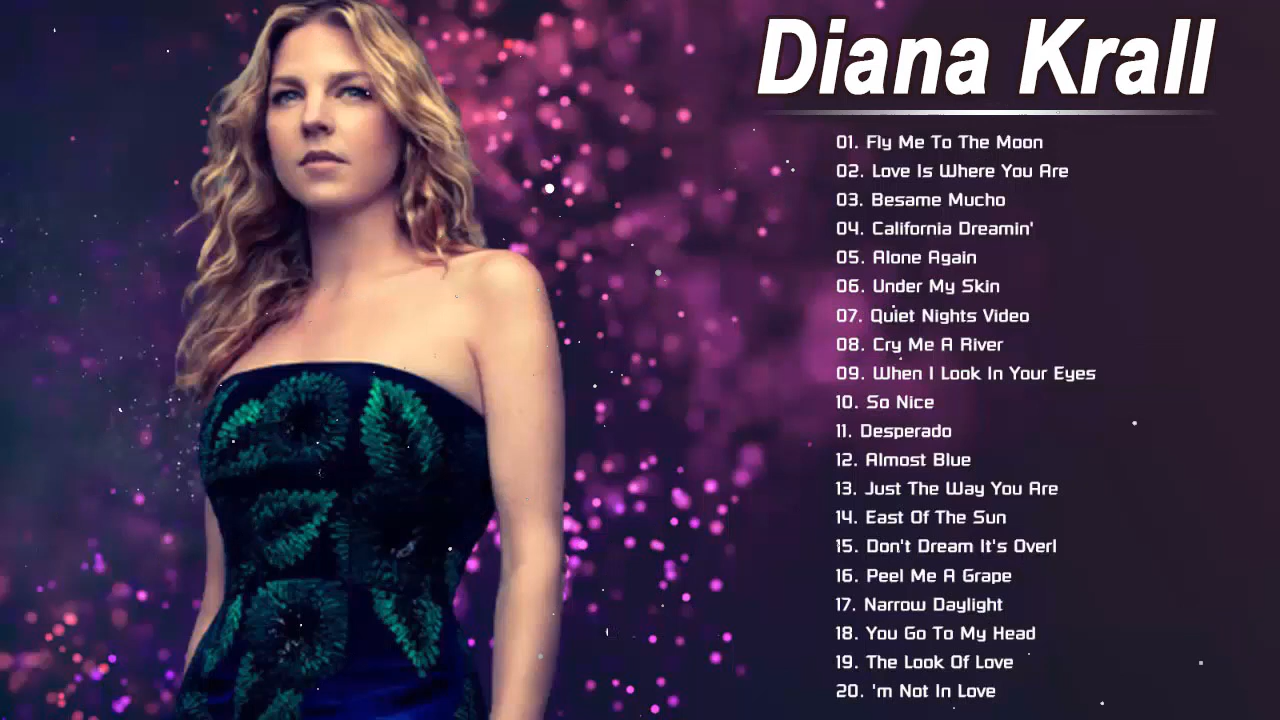 Diana Krall
01. Fly Me To The Moon
02. Love Is Where You Are
03. Besame Mucho
04. California Dreamin'
05. Alone Again
06. Under My Skin
07. Quiet Nights Video
08. Cry Me A River
09. When I Look In Your Eyes
10. So Nice
11. Desperado
12. Almost Blue
13. Just The Way You Are
14. East Of The Sun
15. Don't Dream It's Overl
16. Peel Me A Grape
17. Narrow Daylight
18. You Go To My Head
19. The Look Of Love
20. 'm Not In Love